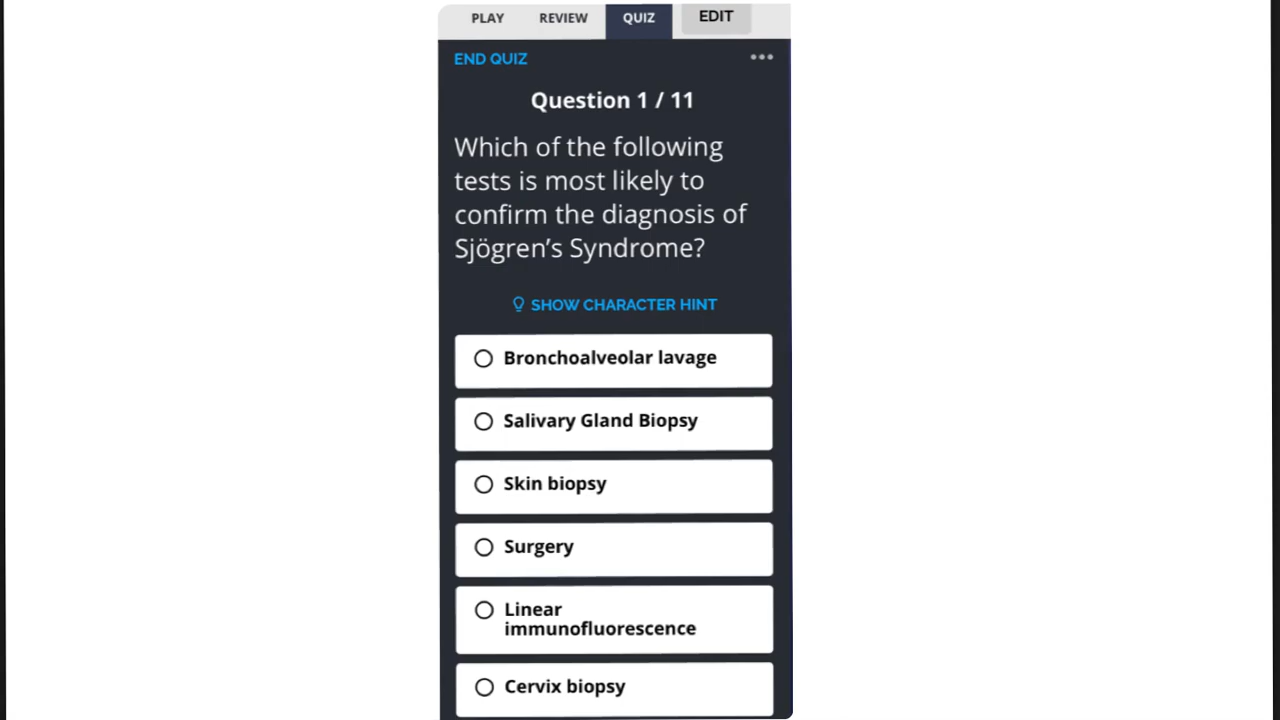 PLAY REVIEW QUIZ EDIT
END QUIZ
Question 1 / 11
Which of the following
tests is most likely to
confirm the diagnosis of
Sjögren’s Syndrome?
SHOW CHARACTER HINT
Bronchoalveolar lavage
Salivary Gland Biopsy
Skin biopsy
Surgery
Linear
immunofluorescence
Cervix biopsy